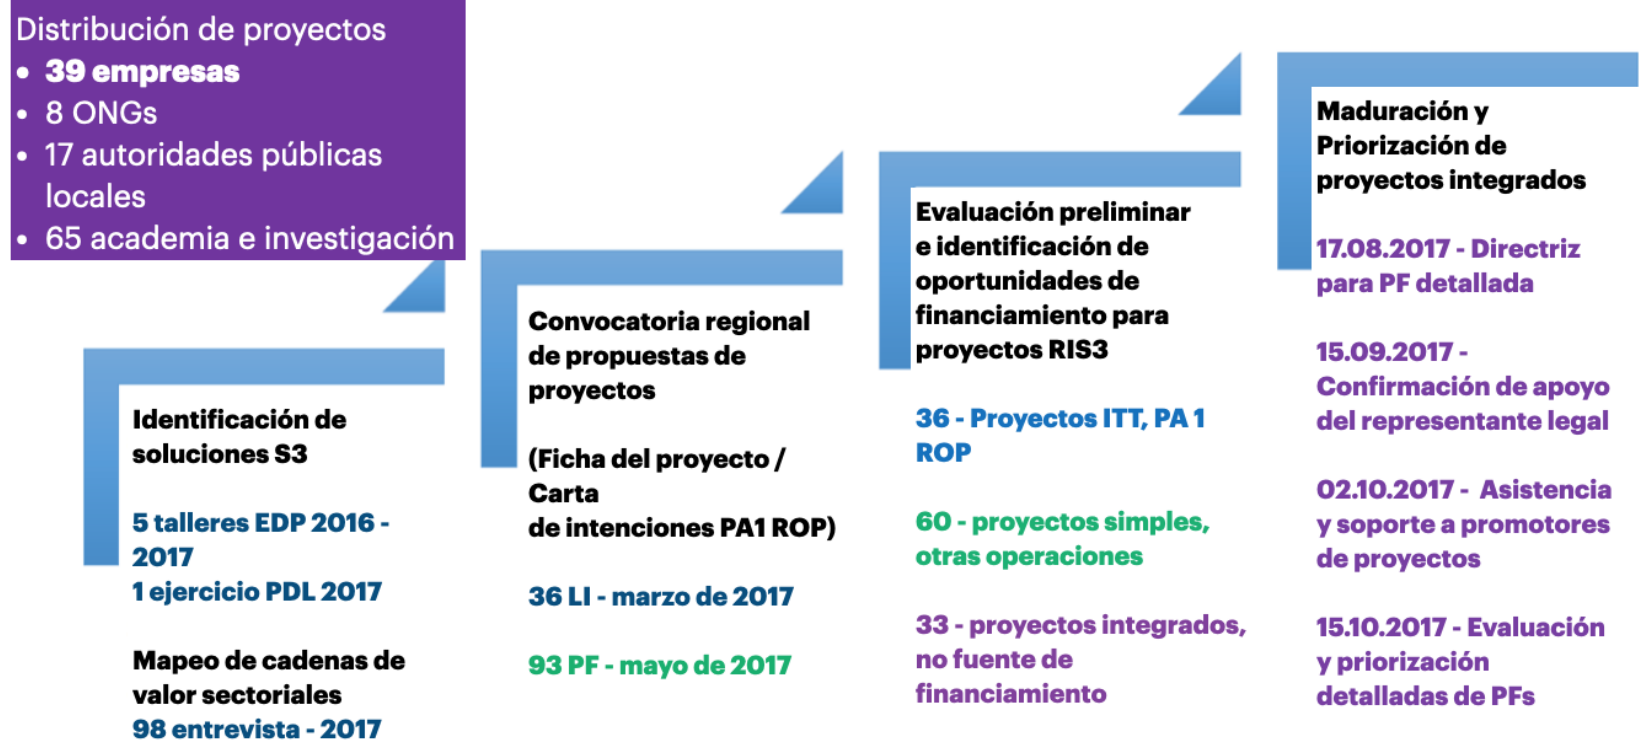 Distribución de proyectos
• 39 empresas
• 8 ONGs
• 17 autoridades públicas
locales
• 65 academia e investigación
Identificación de
soluciones S3
5 talleres EDP 2016 -
2017
1 ejercicio PDL 2017
Mapeo de cadenas de
valor sectoriales
98 entrevista - 2017
Convocatoria regional
de propuestas de
proyectos
(Ficha del proyecto /
Carta
de intenciones PA1 ROP)
36 LI - marzo de 2017
93 PF - mayo de 2017
Evaluación preliminar
e identificación de
oportunidades de
financiamiento para
proyectos RIS3
36 - Proyectos ITT, PA 1
ROP
60 - proyectos simples,
otras operaciones
33 - proyectos integrados,
no fuente de
financiamiento
Maduración y
Priorización de
proyectos integrados
17.08.2017 - Directriz
para PF detallada
15.09.2017 -
Confirmación de apoyo
del representante legal
02.10.2017 - Asistencia
y soporte a promotores
de proyectos
15.10.2017 - Evaluación
y priorización
detalladas de PFs